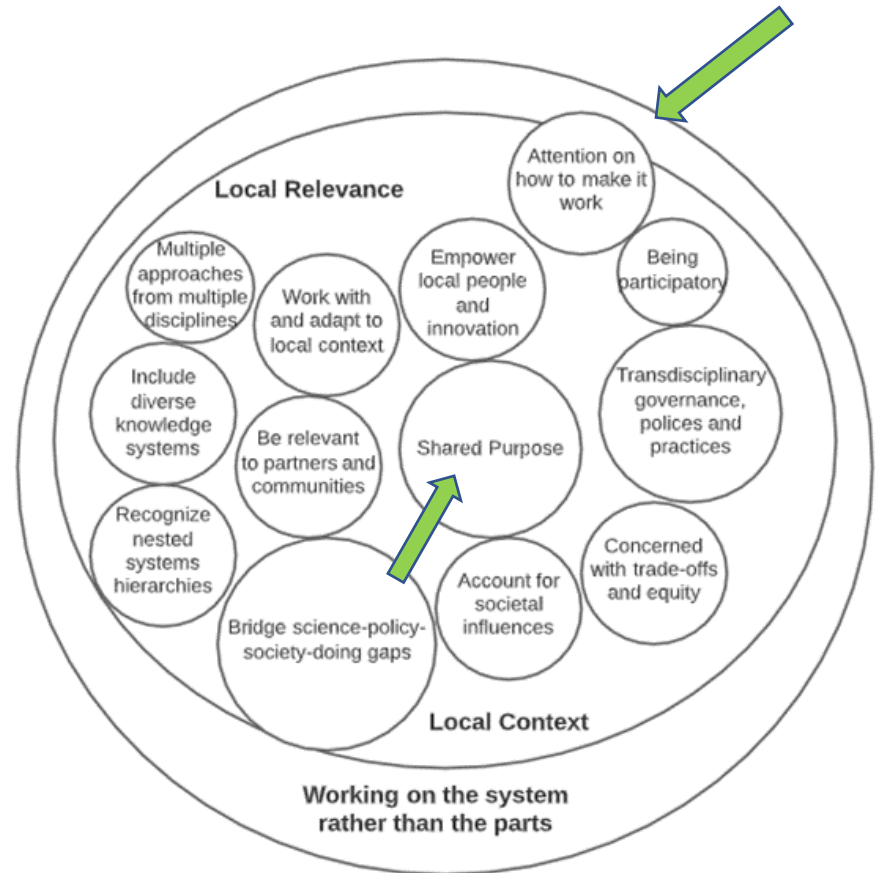 Attention on
how to make it
work
Local Relevance
Multiple
approaches
from multiple
disciplines
Work with
and adapt to
local context
Empower
local people
and
innovation
Being
participatory
Include
diverse
knowledge
systems
Be relevant
to partners and
communities
Shared Purpose
Transdisciplinary
governance,
polices and
practices
Recognize
nested
systems
hierarchies
Bridge science-policy-
society-doing gaps
Account for
societal
influences
Concerned
with trade-offs
and equity
Local Context
Working on the system
rather than the parts